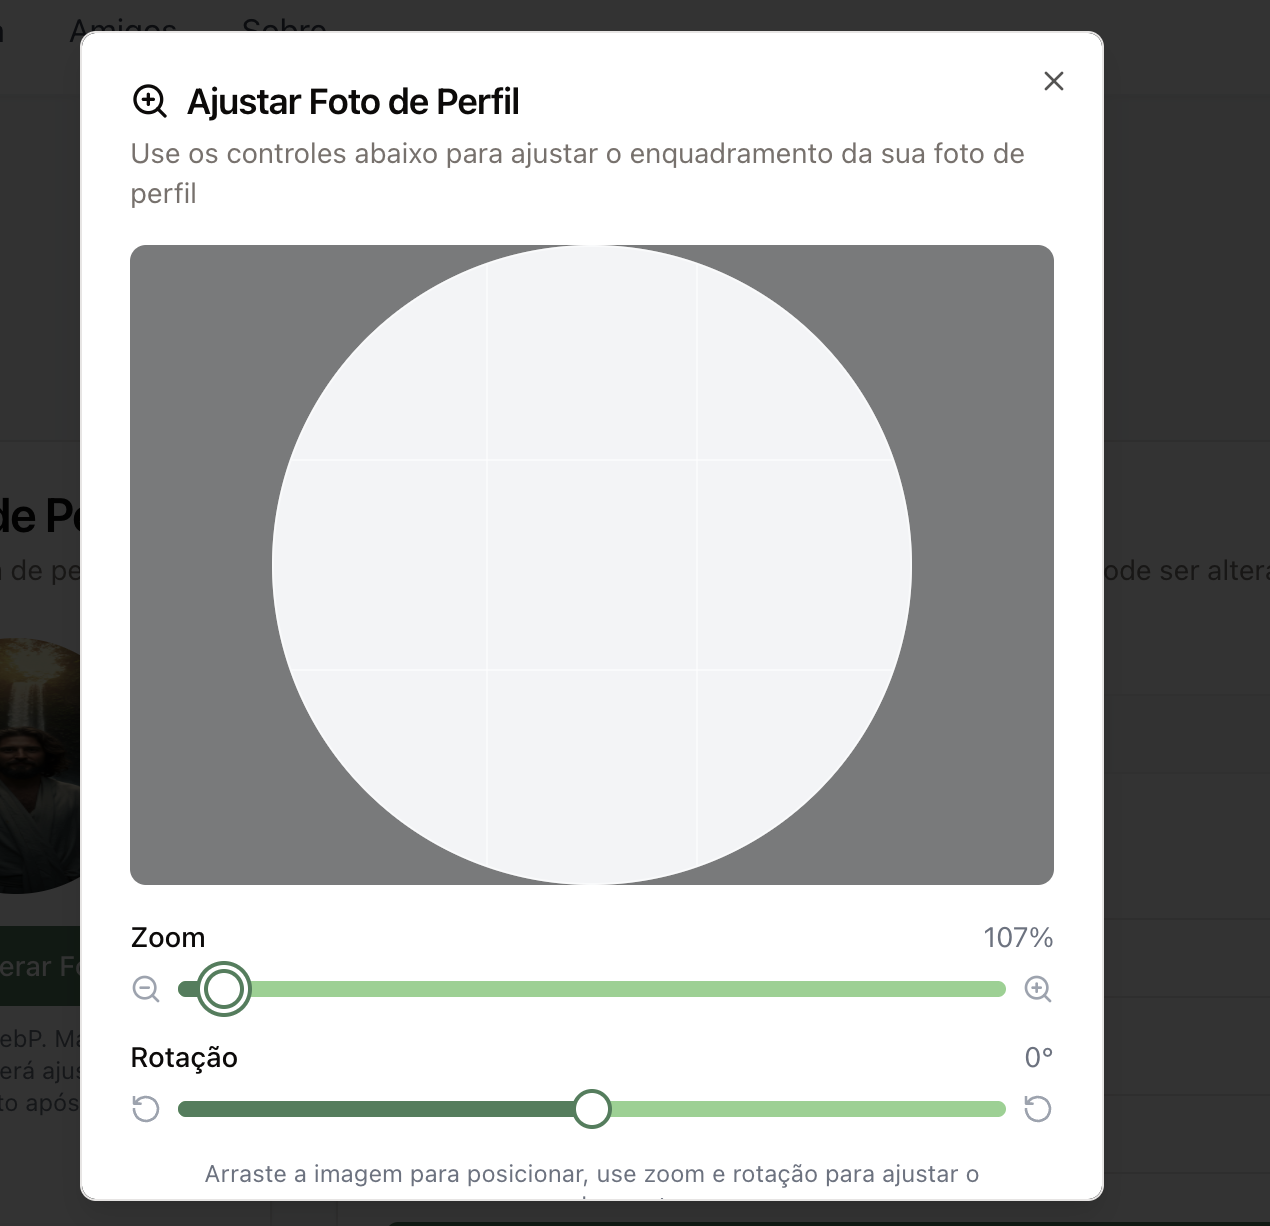 Amigos
Sobre
Ajustar Foto de Perfil
Use os controles abaixo para ajustar o enquadramento da sua foto de
perfil
de Pe
de pe
ode ser altera
Zoom
107%
erar Fo
ebP. Ma
Rotação
0°
erá ajus
to após
Arraste a imagem para posicionar, use zoom e rotação para ajustar o